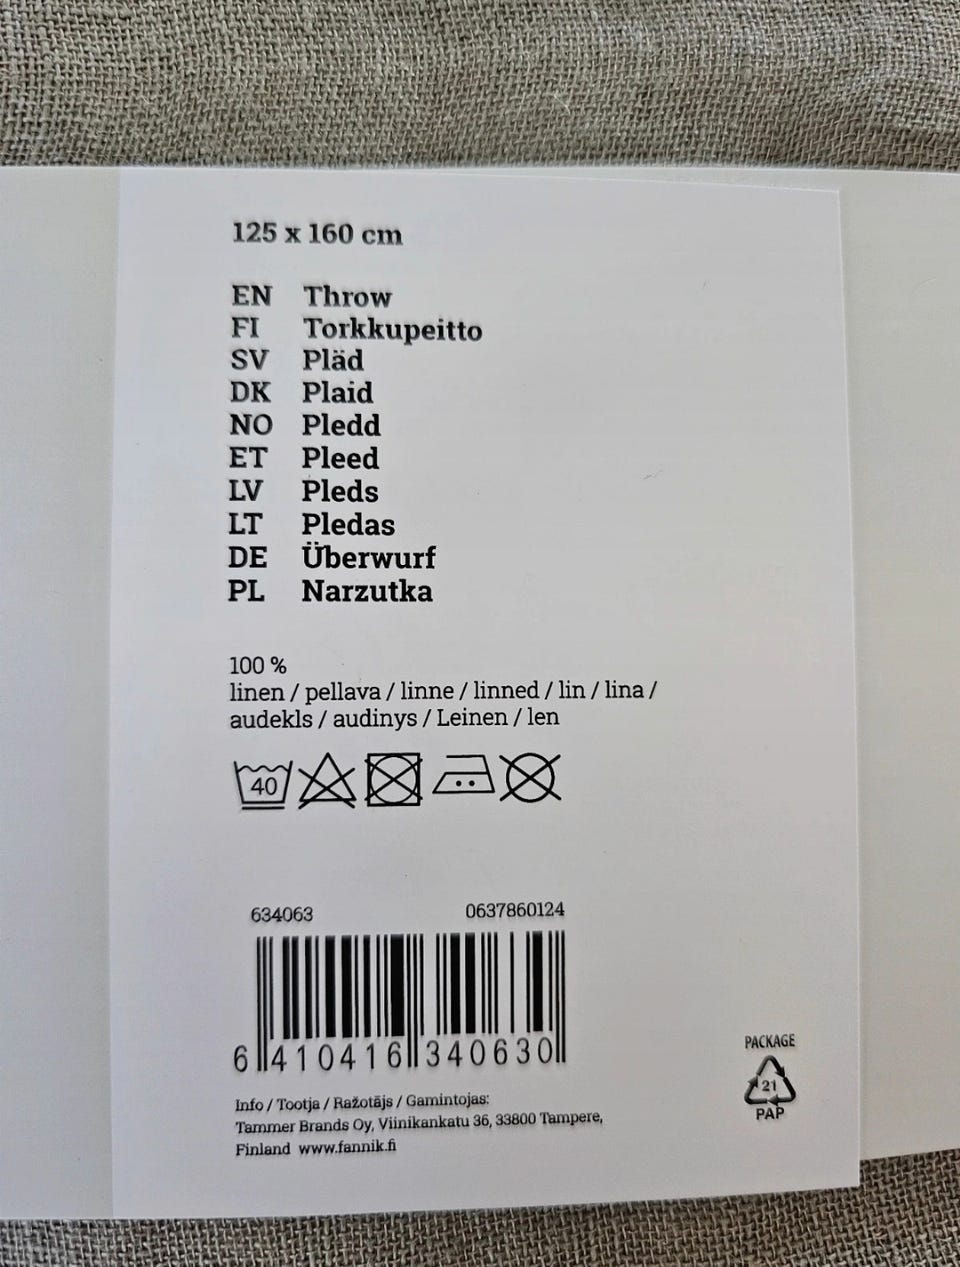 125 x 160 cm
EN Throw
FI Torkkupeitto
SV Pläd
DK Plaid
NO Pledd
ET Pleed
LV Pleds
LT Pledas
DE Überwurf
PL Narzutka
100 %
linen / pellava / linne / linned / lin / lina /
audekls / audinys / Leinen / len
40
634063 0637860124
6 410416 340630
PACKAGE
21
PAP
Info / Tootja / Ražotājs / Gamintojas:
Tammer Brands Oy, Viinikankatu 36, 33800 Tampere,
Finland www.fannik.fi